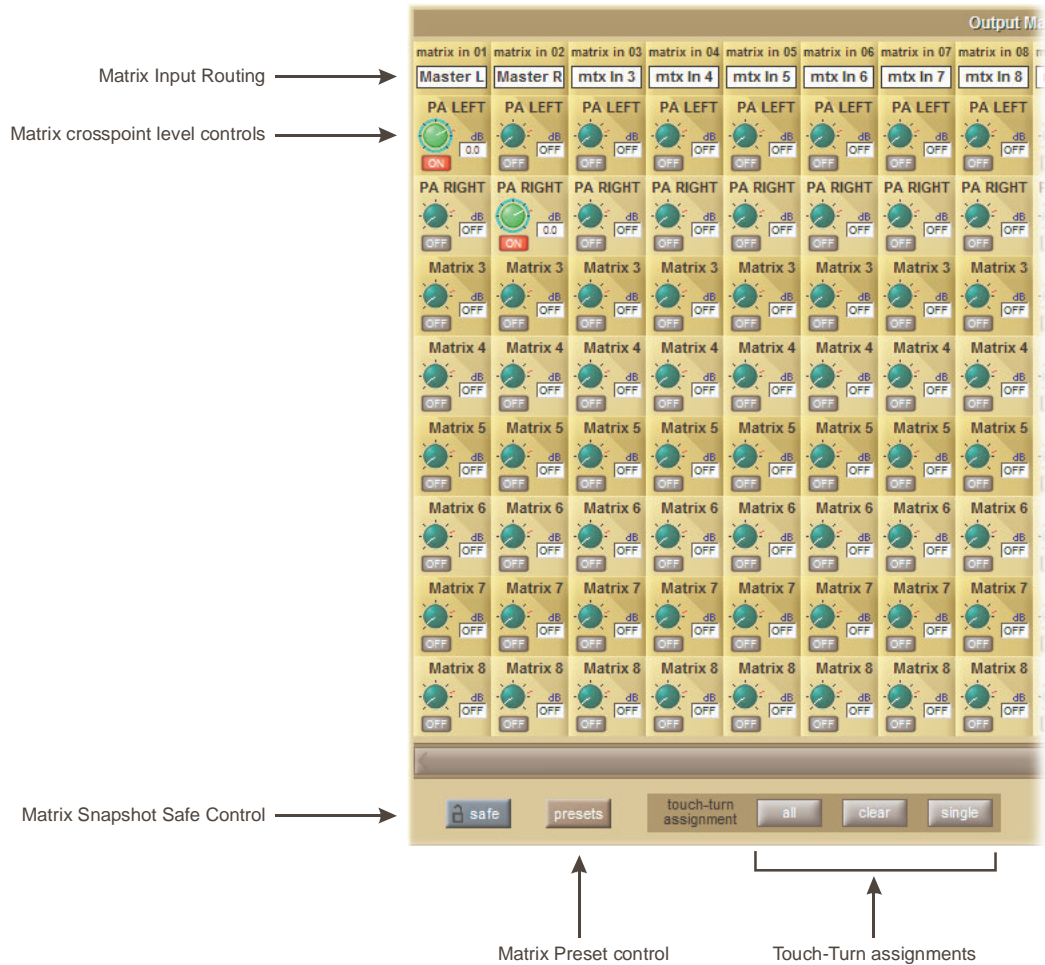 Output M
matrix in 01 matrix in 02 matrix in 03 matrix in 04 matrix in 05 matrix in 06 matrix in 07 matrix in 08
Matrix Input Routing
Master L Master R mtx In 3 mtx In 4 mtx In 5 mtx In 6 mtx In 7 mtx In 8
PA LEFT PA LEFT PA LEFT PA LEFT PA LEFT PA LEFT PA LEFT PA LEFT
Matrix crosspoint level controls
dB dB dB dB dB dB dB dB
0.0 OFF OFF OFF OFF OFF OFF OFF
ON OFF OFF OFF OFF OFF OFF OFF
PA RIGHT PA RIGHT PA RIGHT PA RIGHT PA RIGHT PA RIGHT PA RIGHT PA RIGHT
dB dB dB dB dB dB dB dB
OFF 0.0 OFF OFF OFF OFF OFF OFF
OFF ON OFF OFF OFF OFF OFF OFF
Matrix 3 Matrix 3 Matrix 3 Matrix 3 Matrix 3 Matrix 3 Matrix 3 Matrix 3
dB dB dB dB dB dB dB dB
OFF OFF OFF OFF OFF OFF OFF OFF
OFF OFF OFF OFF OFF OFF OFF OFF
Matrix 4 Matrix 4 Matrix 4 Matrix 4 Matrix 4 Matrix 4 Matrix 4 Matrix 4
dB dB dB dB dB dB dB dB
OFF OFF OFF OFF OFF OFF OFF OFF
OFF OFF OFF OFF OFF OFF OFF OFF
Matrix 5 Matrix 5 Matrix 5 Matrix 5 Matrix 5 Matrix 5 Matrix 5 Matrix 5
dB dB dB dB dB dB dB dB
OFF OFF OFF OFF OFF OFF OFF OFF
OFF OFF OFF OFF OFF OFF OFF OFF
Matrix 6 Matrix 6 Matrix 6 Matrix 6 Matrix 6 Matrix 6 Matrix 6 Matrix 6
dB dB dB dB dB dB dB dB
OFF OFF OFF OFF OFF OFF OFF OFF
OFF OFF OFF OFF OFF OFF OFF OFF
Matrix 7 Matrix 7 Matrix 7 Matrix 7 Matrix 7 Matrix 7 Matrix 7 Matrix 7
dB dB dB dB dB dB dB dB
OFF OFF OFF OFF OFF OFF OFF OFF
OFF OFF OFF OFF OFF OFF OFF OFF
Matrix 8 Matrix 8 Matrix 8 Matrix 8 Matrix 8 Matrix 8 Matrix 8 Matrix 8
dB dB dB dB dB dB dB dB
OFF OFF OFF OFF OFF OFF OFF OFF
OFF OFF OFF OFF OFF OFF OFF OFF
Matrix Snapshot Safe Control
safe presets touch-turn assignment all clear single
Matrix Preset control
Touch-Turn assignments